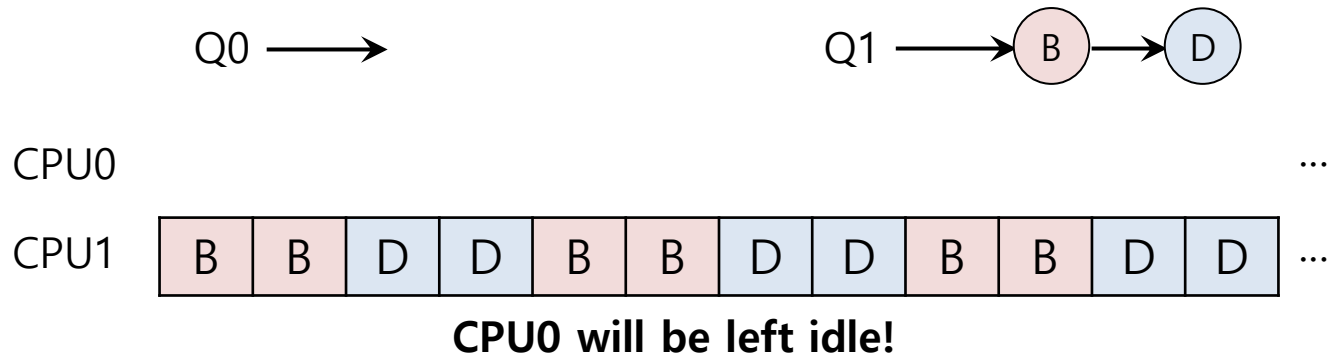 Q0 Q1 B D
CPU0 ...
CPU1 B B D D B B D D B B D D ...
CPU0 will be left idle!